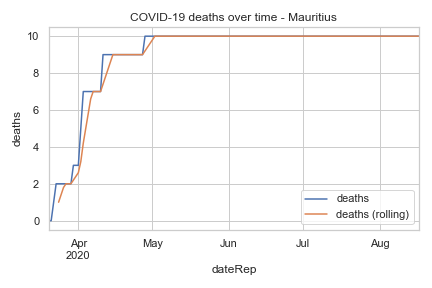 COVID-19 deaths over time - Mauritius
deaths
10
8
6
4
2
0
Apr
2020
May
Jun
Jul
Aug
dateRep
deaths
deaths (rolling)